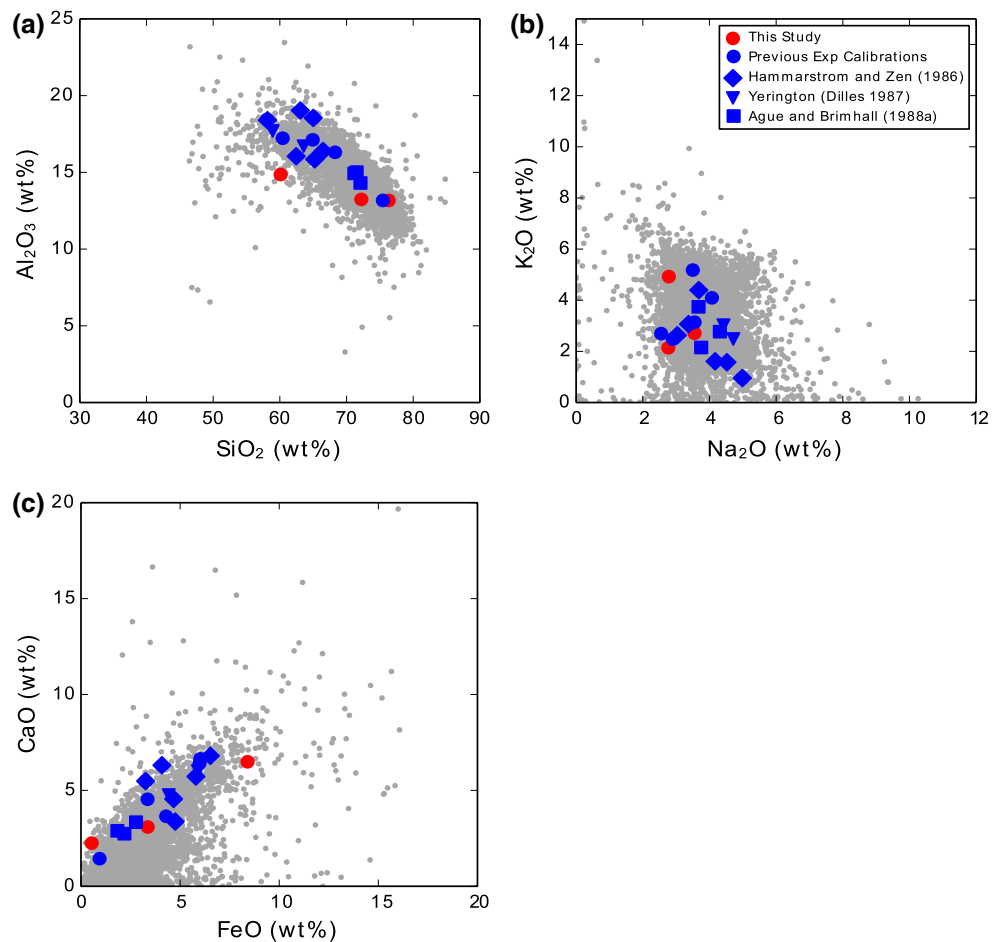 (a)
25
20
15
10
5
0
Al₂O₃ (wt%)
30 40 50 60 70 80 90
SiO₂ (wt%)
(b)
14
12
10
8
6
4
2
0
K₂O (wt%)
0 2 4 6 8 10 12
Na₂O (wt%)
This Study
Previous Exp Calibrations
Hammarstrom and Zen (1986)
Yerington (Dilles 1987)
Ague and Brimhall (1988a)
(c)
20
15
10
5
0
CaO (wt%)
0 5 10 15 20
FeO (wt%)